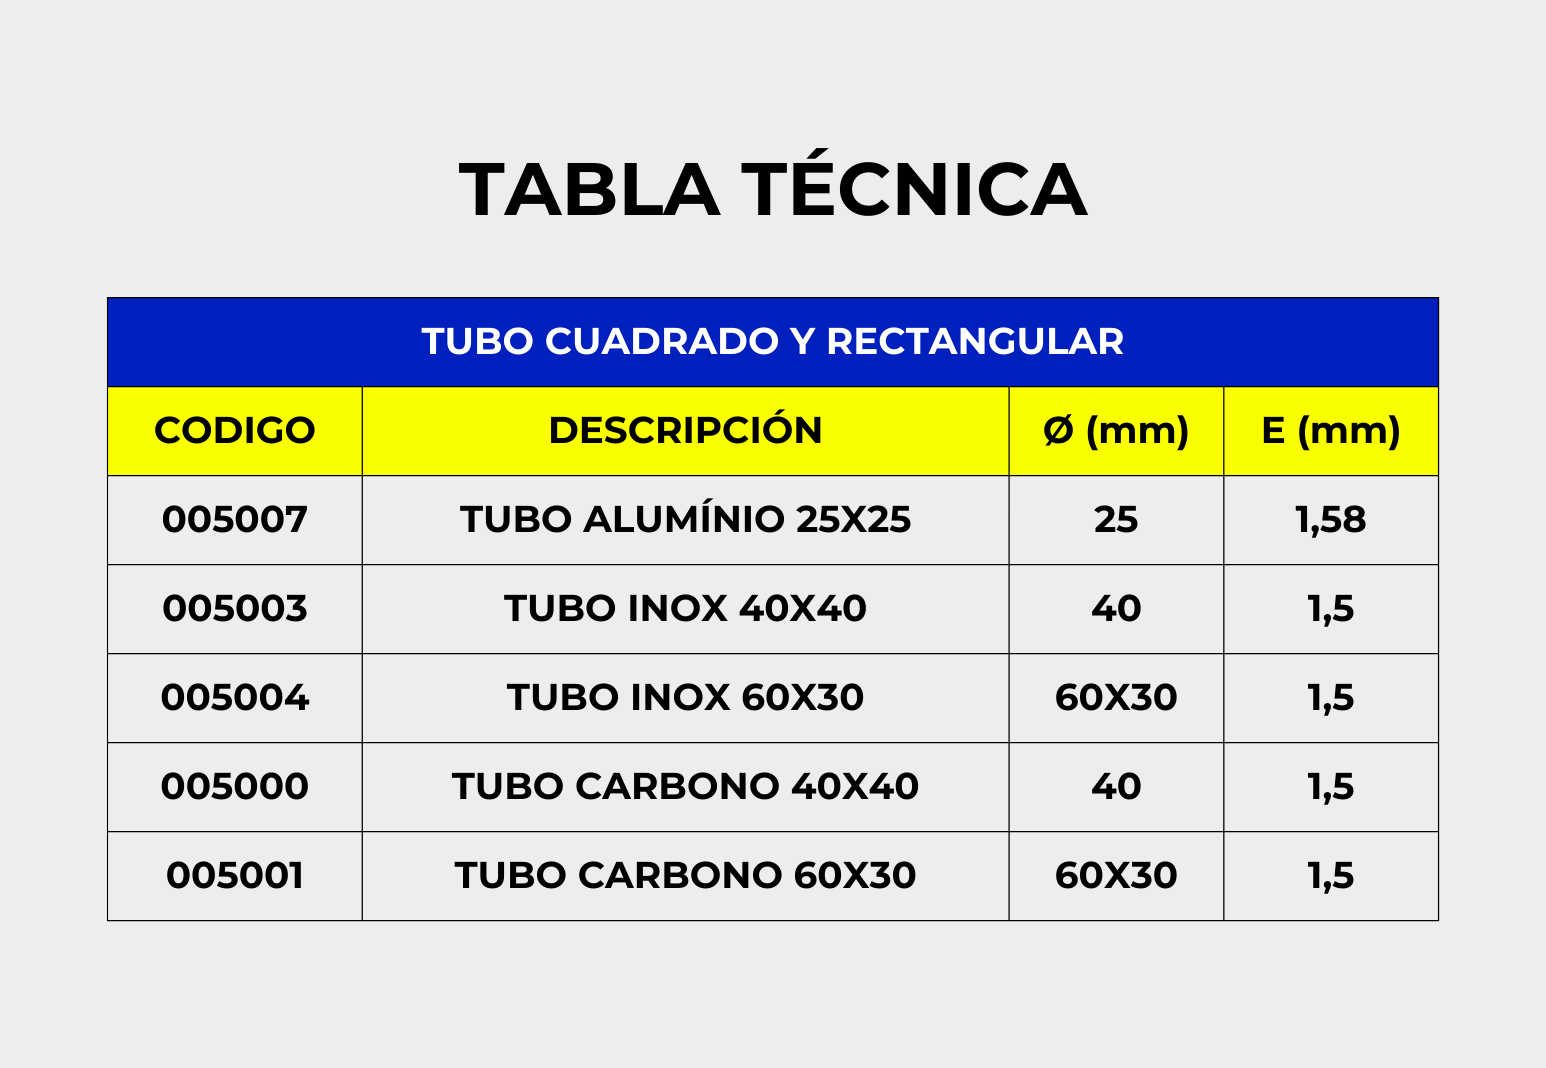 TABLA TÉCNICA
TUBO CUADRADO Y RECTANGULAR
CODIGO DESCRIPCIÓN Ø (mm) E (mm)
005007 TUBO ALUMÍNIO 25X25 25 1,58
005003 TUBO INOX 40X40 40 1,5
005004 TUBO INOX 60X30 60X30 1,5
005000 TUBO CARBONO 40X40 40 1,5
005001 TUBO CARBONO 60X30 60X30 1,5